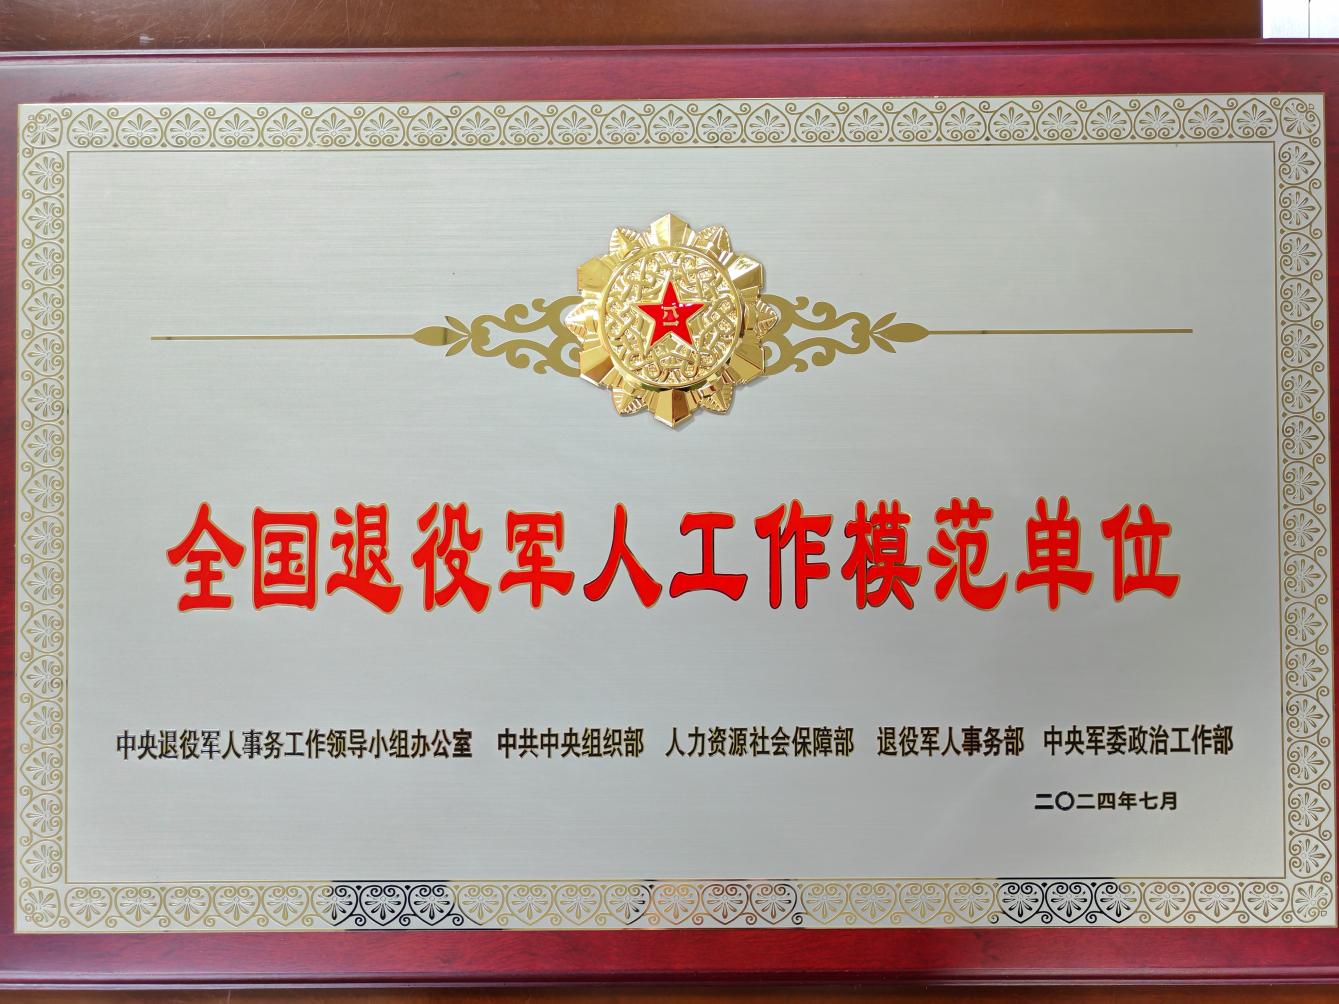 八一
全国退役军人工作模范单位
中央退役军人事务工作领导小组办公室 中共中央组织部 人力资源社会保障部 退役军人事务部 中央军委政治工作部
二〇二四年七月